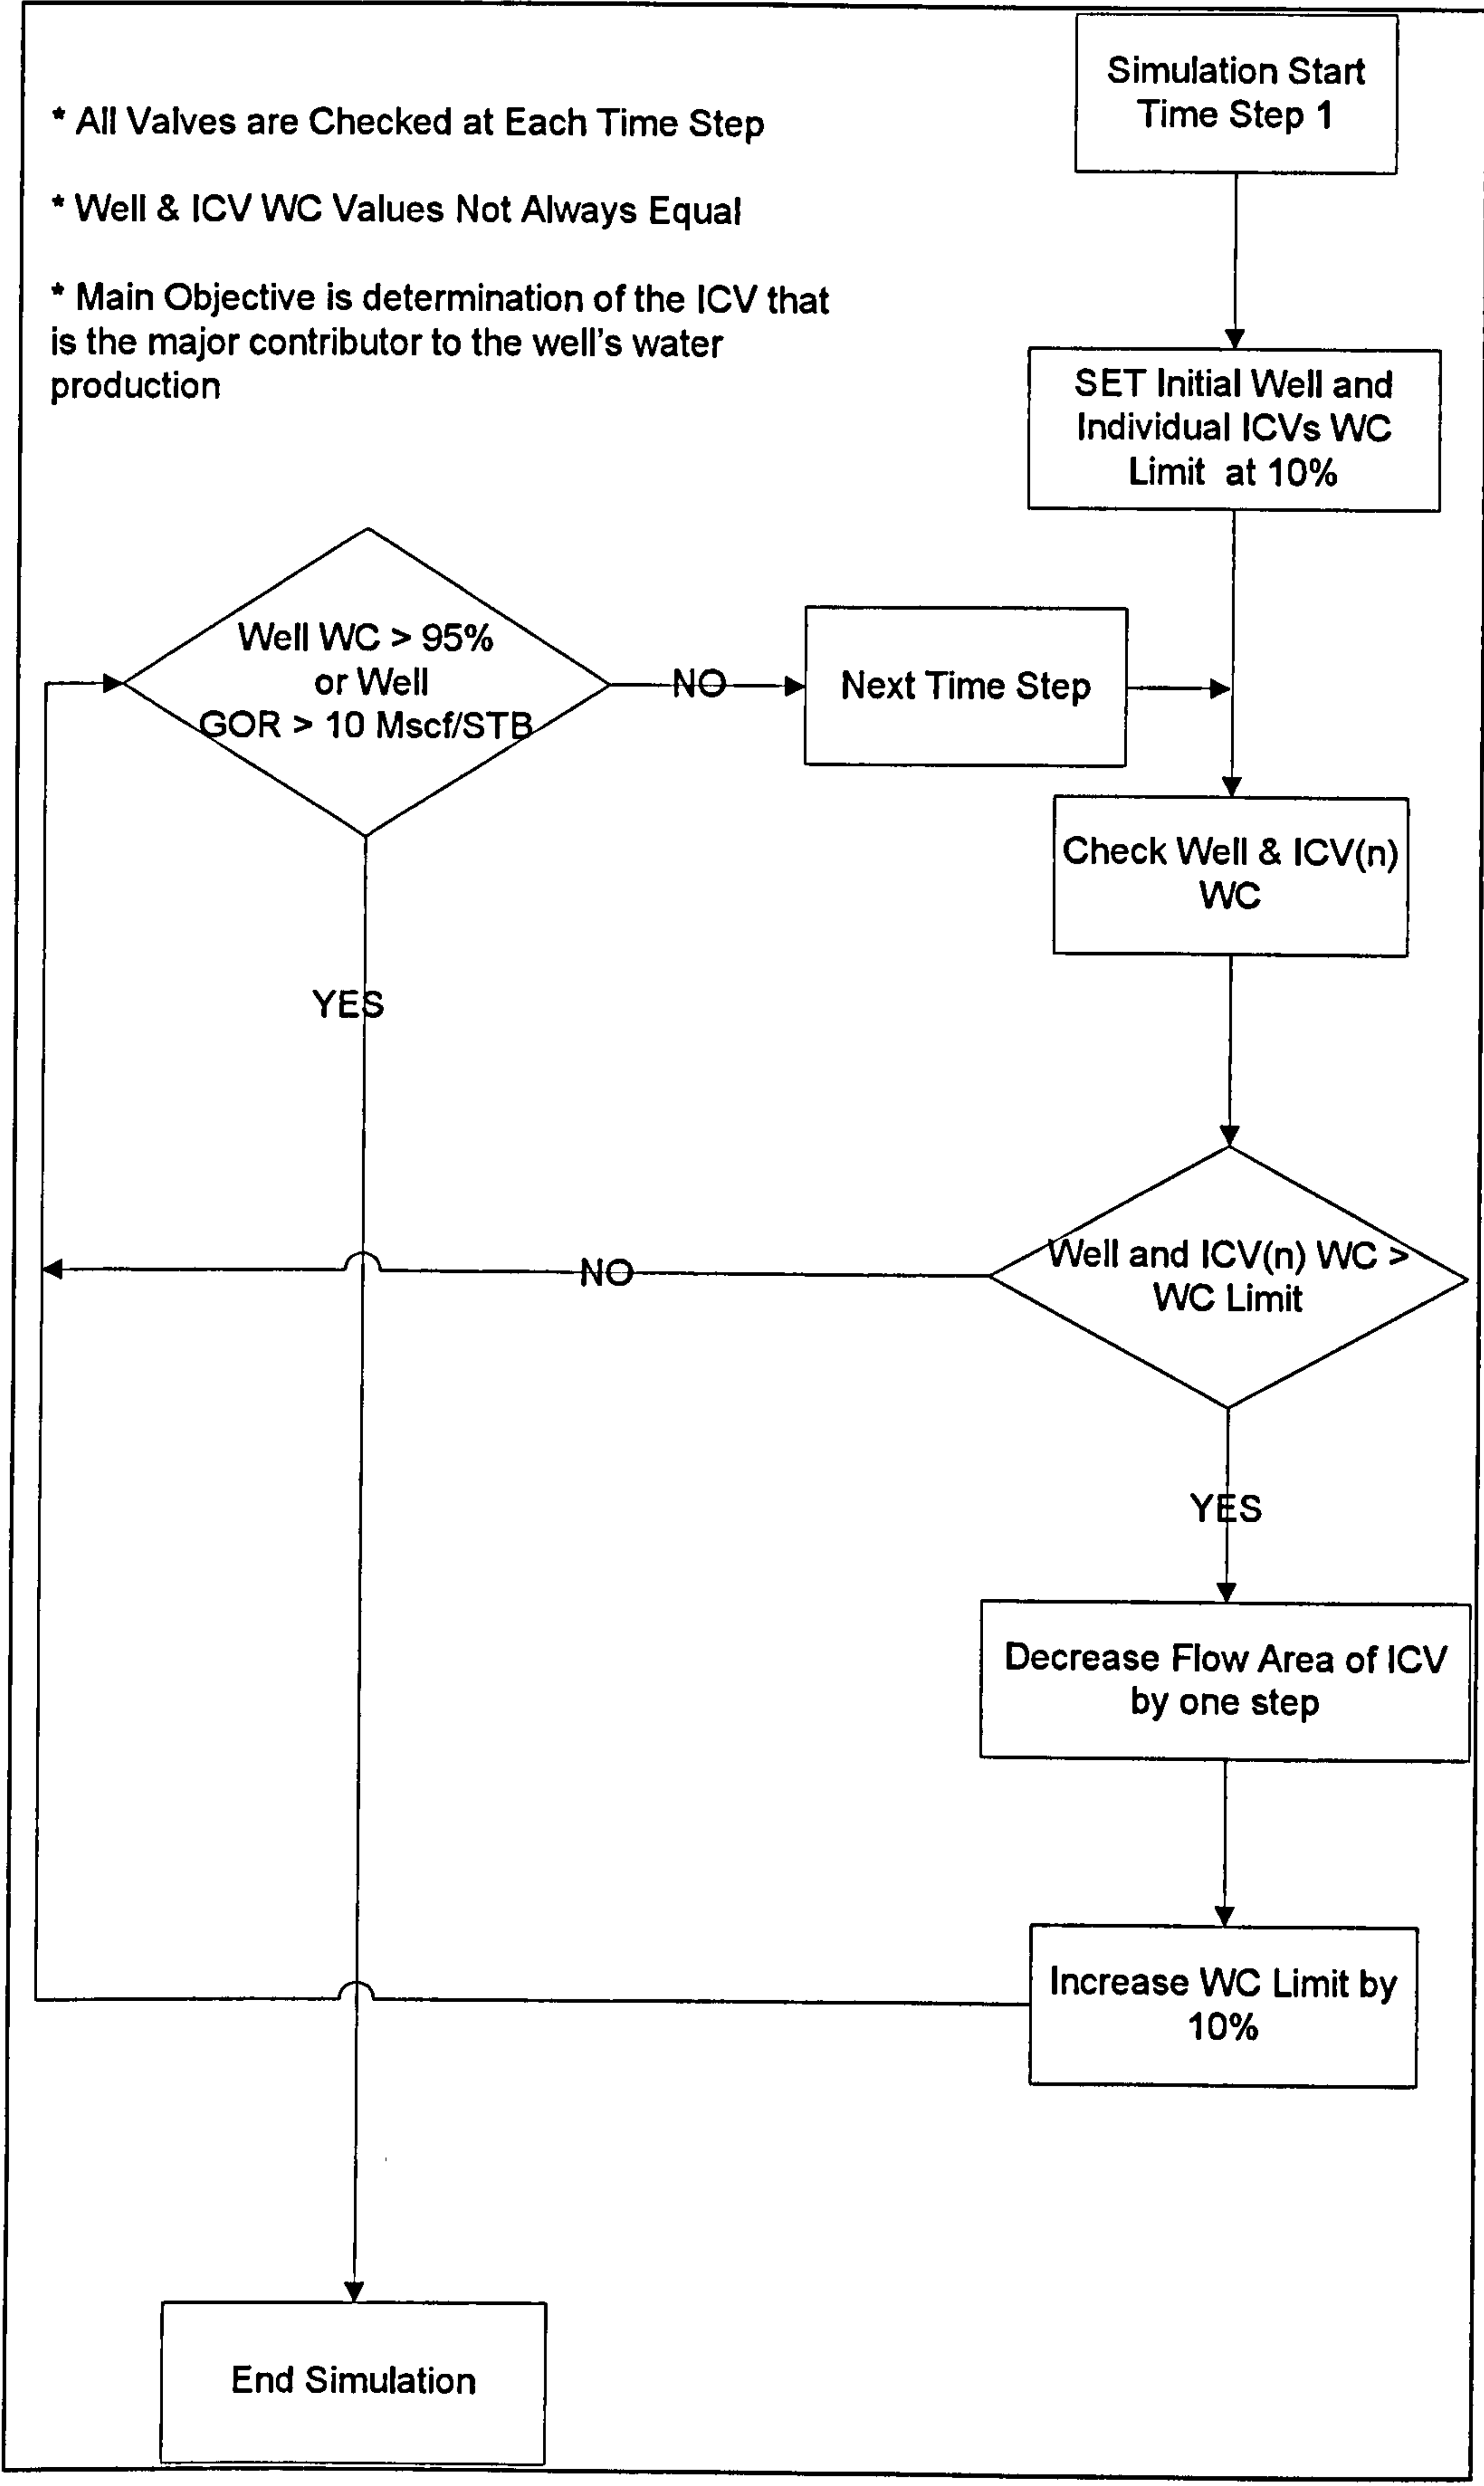 * All Valves are Checked at Each Time Step
* Well & ICV WC Values Not Always Equal
* Main Objective is determination of the ICV that
is the major contributor to the well's water
production
Simulation Start
Time Step 1
SET Initial Well and
Individual ICVs WC
Limit at 10%
Well WC > 95%
or Well
GOR > 10 Mscf/STB
NO
Next Time Step
Check Well & ICV(n)
WC
YES
Well and ICV(n) WC >
WC Limit
NO
YES
Decrease Flow Area of ICV
by one step
Increase WC Limit by
10%
End Simulation